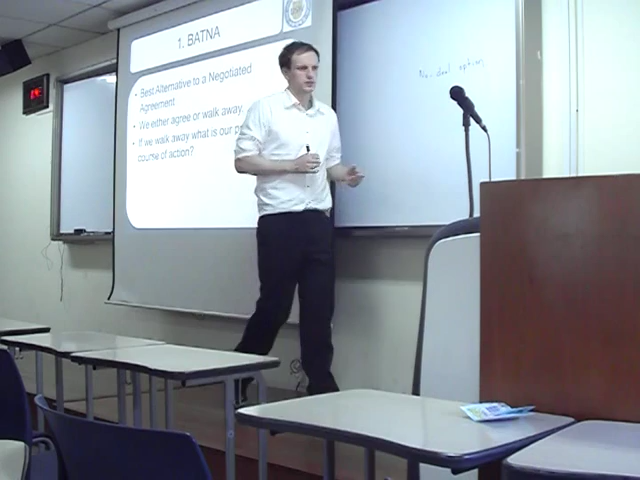 1. BATNA
• Best Alternative to a Negotiated
Agreement
• We either agree or walk away.
• If we walk away what is our
course of action?
No deal option